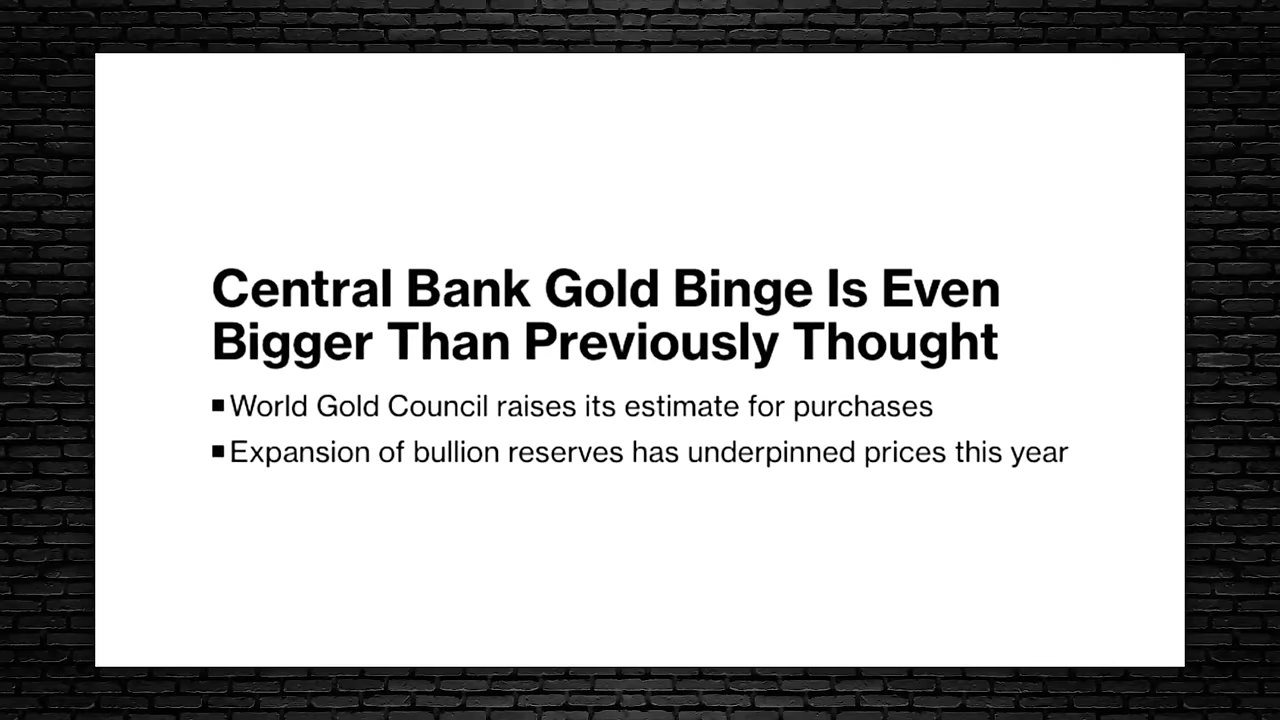 Central Bank Gold Binge Is Even
Bigger Than Previously Thought
■ World Gold Council raises its estimate for purchases
■ Expansion of bullion reserves has underpinned prices this year